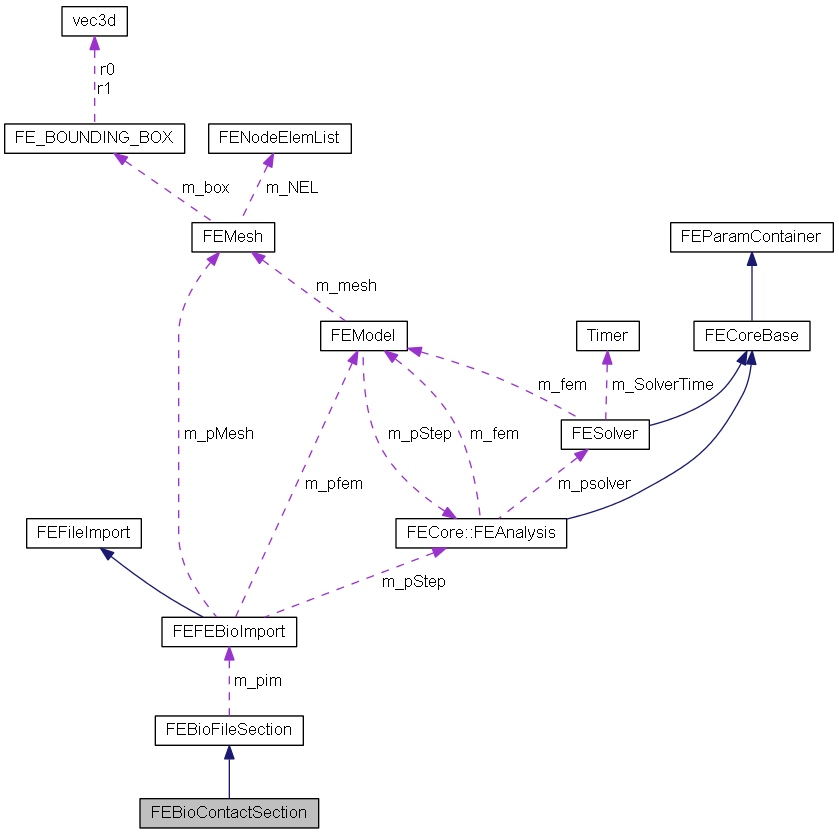 vec3d
r0
r1
FE_BOUNDING_BOX
FENodeElemList
m_box
m_NEL
FEMesh
FEParamContainer
m_mesh
FEModel
Timer
FECoreBase
m_fem
m_SolverTime
m_pMesh
m_pStep
m_fem
FESolver
m_pfem
m_psolver
FEFileImport
FECore::FEAnalysis
m_pStep
FEFEBioImport
m_pim
FEBioFileSection
FEBioContactSection